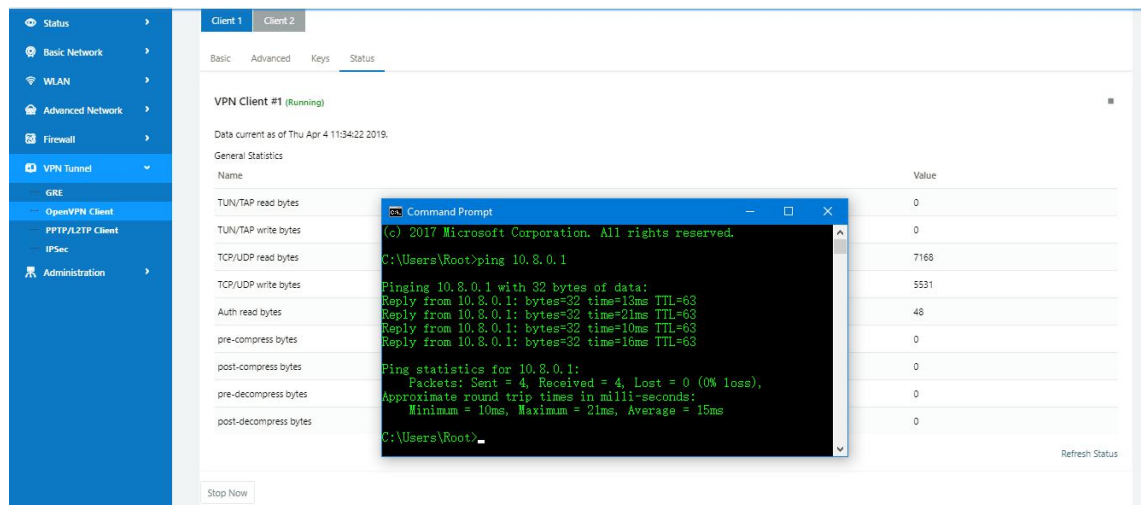 Status
Basic Network
WLAN
Advanced Network
Firewall
VPN Tunnel
GRE
OpenVPN Client
PPTP/L2TP Client
IPSec
Administration
Client 1 Client 2
Basic Advanced Keys Status
VPN Client #1 (Running)
Data current as of Thu Apr 4 11:34:22 2019.
General Statistics
Name Value
TUN/TAP read bytes 0
TUN/TAP write bytes 0
TCP/UDP read bytes 7168
TCP/UDP write bytes 5531
Auth read bytes 48
pre-compress bytes 0
post-compress bytes 0
pre-decompress bytes 0
post-decompress bytes 0
Refresh Status
Stop Now
Command Prompt
(c) 2017 Microsoft Corporation. All rights reserved.
C:\Users\Root>ping 10.8.0.1
Pinging 10.8.0.1 with 32 bytes of data:
Reply from 10.8.0.1: bytes=32 time=13ms TTL=63
Reply from 10.8.0.1: bytes=32 time=21ms TTL=63
Reply from 10.8.0.1: bytes=32 time=10ms TTL=63
Reply from 10.8.0.1: bytes=32 time=16ms TTL=63
Ping statistics for 10.8.0.1:
Packets: Sent = 4, Received = 4, Lost = 0 (0% loss),
Approximate round trip times in milli-seconds:
Minimum = 10ms, Maximum = 21ms, Average = 15ms
C:\Users\Root>